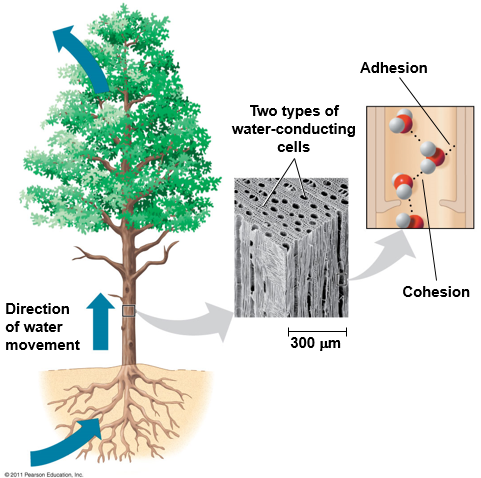 Adhesion
Two types of
water-conducting
cells
Cohesion
Direction
of water
movement
300 μm
© 2011 Pearson Education, Inc.